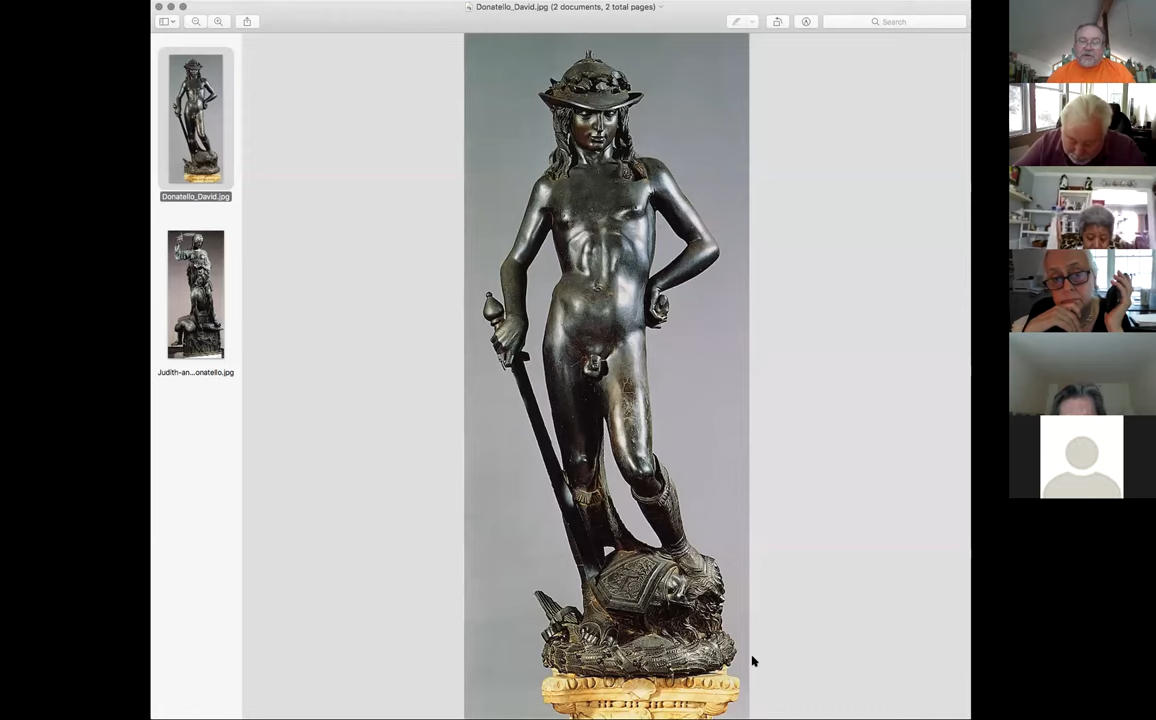 Donatello_David.jpg (2 documents, 2 total pages)
Search
Donatello_David.jpg
Judith-an...onatello.jpg